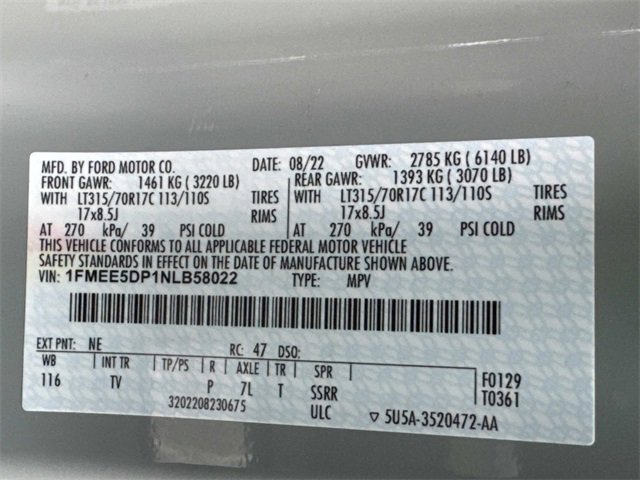 MFD. BY FORD MOTOR CO. DATE: 08/22 GVWR: 2785 KG ( 6140 LB)
FRONT GAWR: 1461 KG ( 3220 LB) REAR GAWR: 1393 KG ( 3070 LB)
WITH LT315/70R17C 113/110S TIRES WITH LT315/70R17C 113/110S TIRES
17x8.5J RIMS 17x8.5J RIMS
AT 270 kPa/ 39 PSI COLD AT 270 kPa/ 39 PSI COLD
THIS VEHICLE CONFORMS TO ALL APPLICABLE FEDERAL MOTOR VEHICLE
SAFETY STANDARDS IN EFFECT ON THE DATE OF MANUFACTURE SHOWN ABOVE.
VIN: 1FMEE5DP1NLB58022 TYPE: MPV
EXT PNT: NE RC: 47 DSO:
WB INT TR TP/PS R AXLE TR SPR F0129
116 TV P 7L T SSRR T0361
3202208230675 ULC ▽ 5U5A-3520472-AA